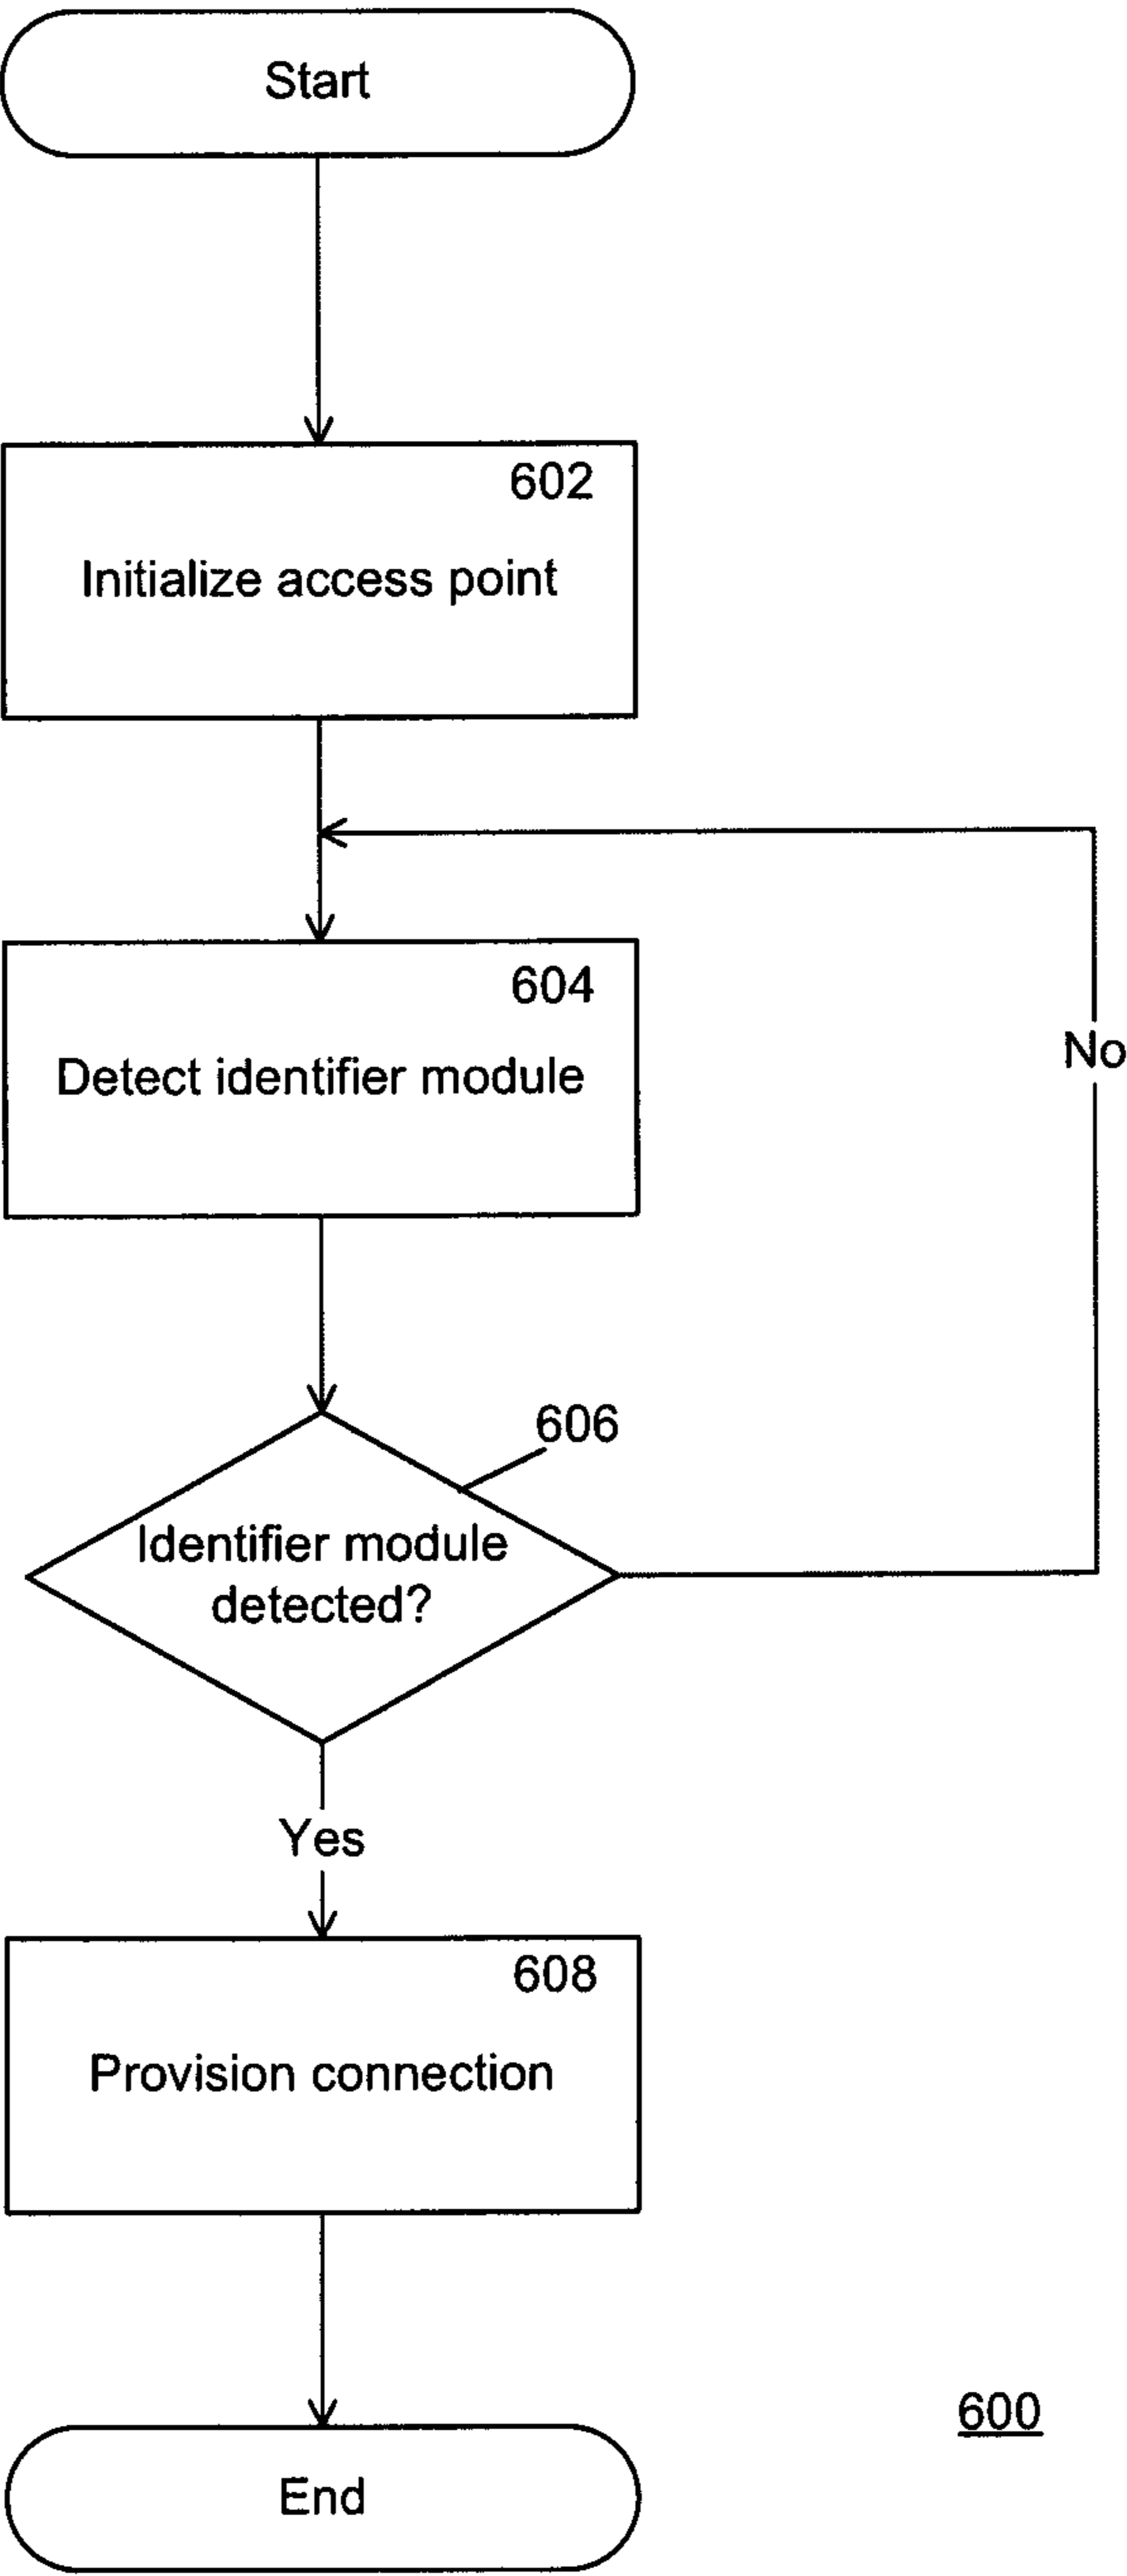 Start
602
Initialize access point
604
Detect identifier module
No
606
Identifier module
detected?
Yes
608
Provision connection
600
End